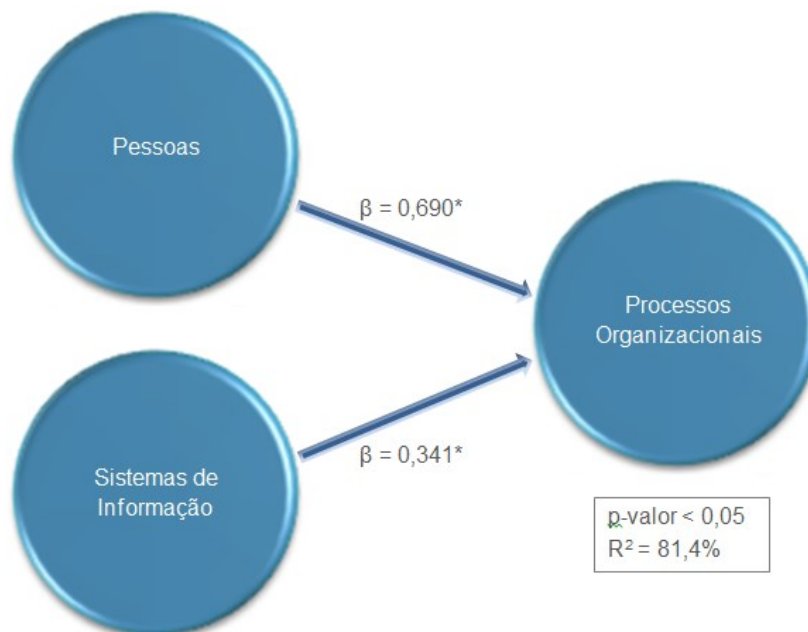 Pessoas
β = 0,690*
Processos
Organizacionais
Sistemas de
Informação
β = 0,341*
p-valor < 0,05
R² = 81,4%